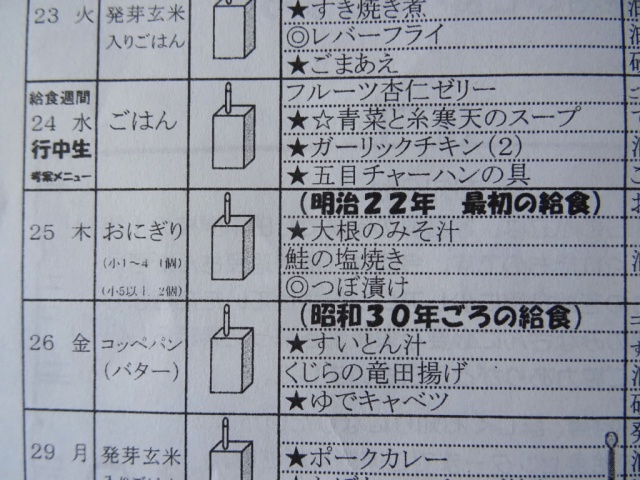 23 火
発芽玄米
入りごはん
★すき焼き煮
◎レバーフライ
★ごまあえ
給食週間
24 水
行中生
考案メニュー
ごはん
フルーツ杏仁ゼリー
★☆青菜と糸寒天のスープ
★ガーリックチキン(2)
★五目チャーハンの具
25 木
おにぎり
(小1～4 1個)
(小5以上 2個)
(明治22年 最初の給食)
★大根のみそ汁
鮭の塩焼き
◎つぼ漬け
26 金
コッペパン
(バター)
(昭和30年ごろの給食)
★すいとん汁
くじらの竜田揚げ
★ゆでキャベツ
29 月
発芽玄米
★ポークカレー